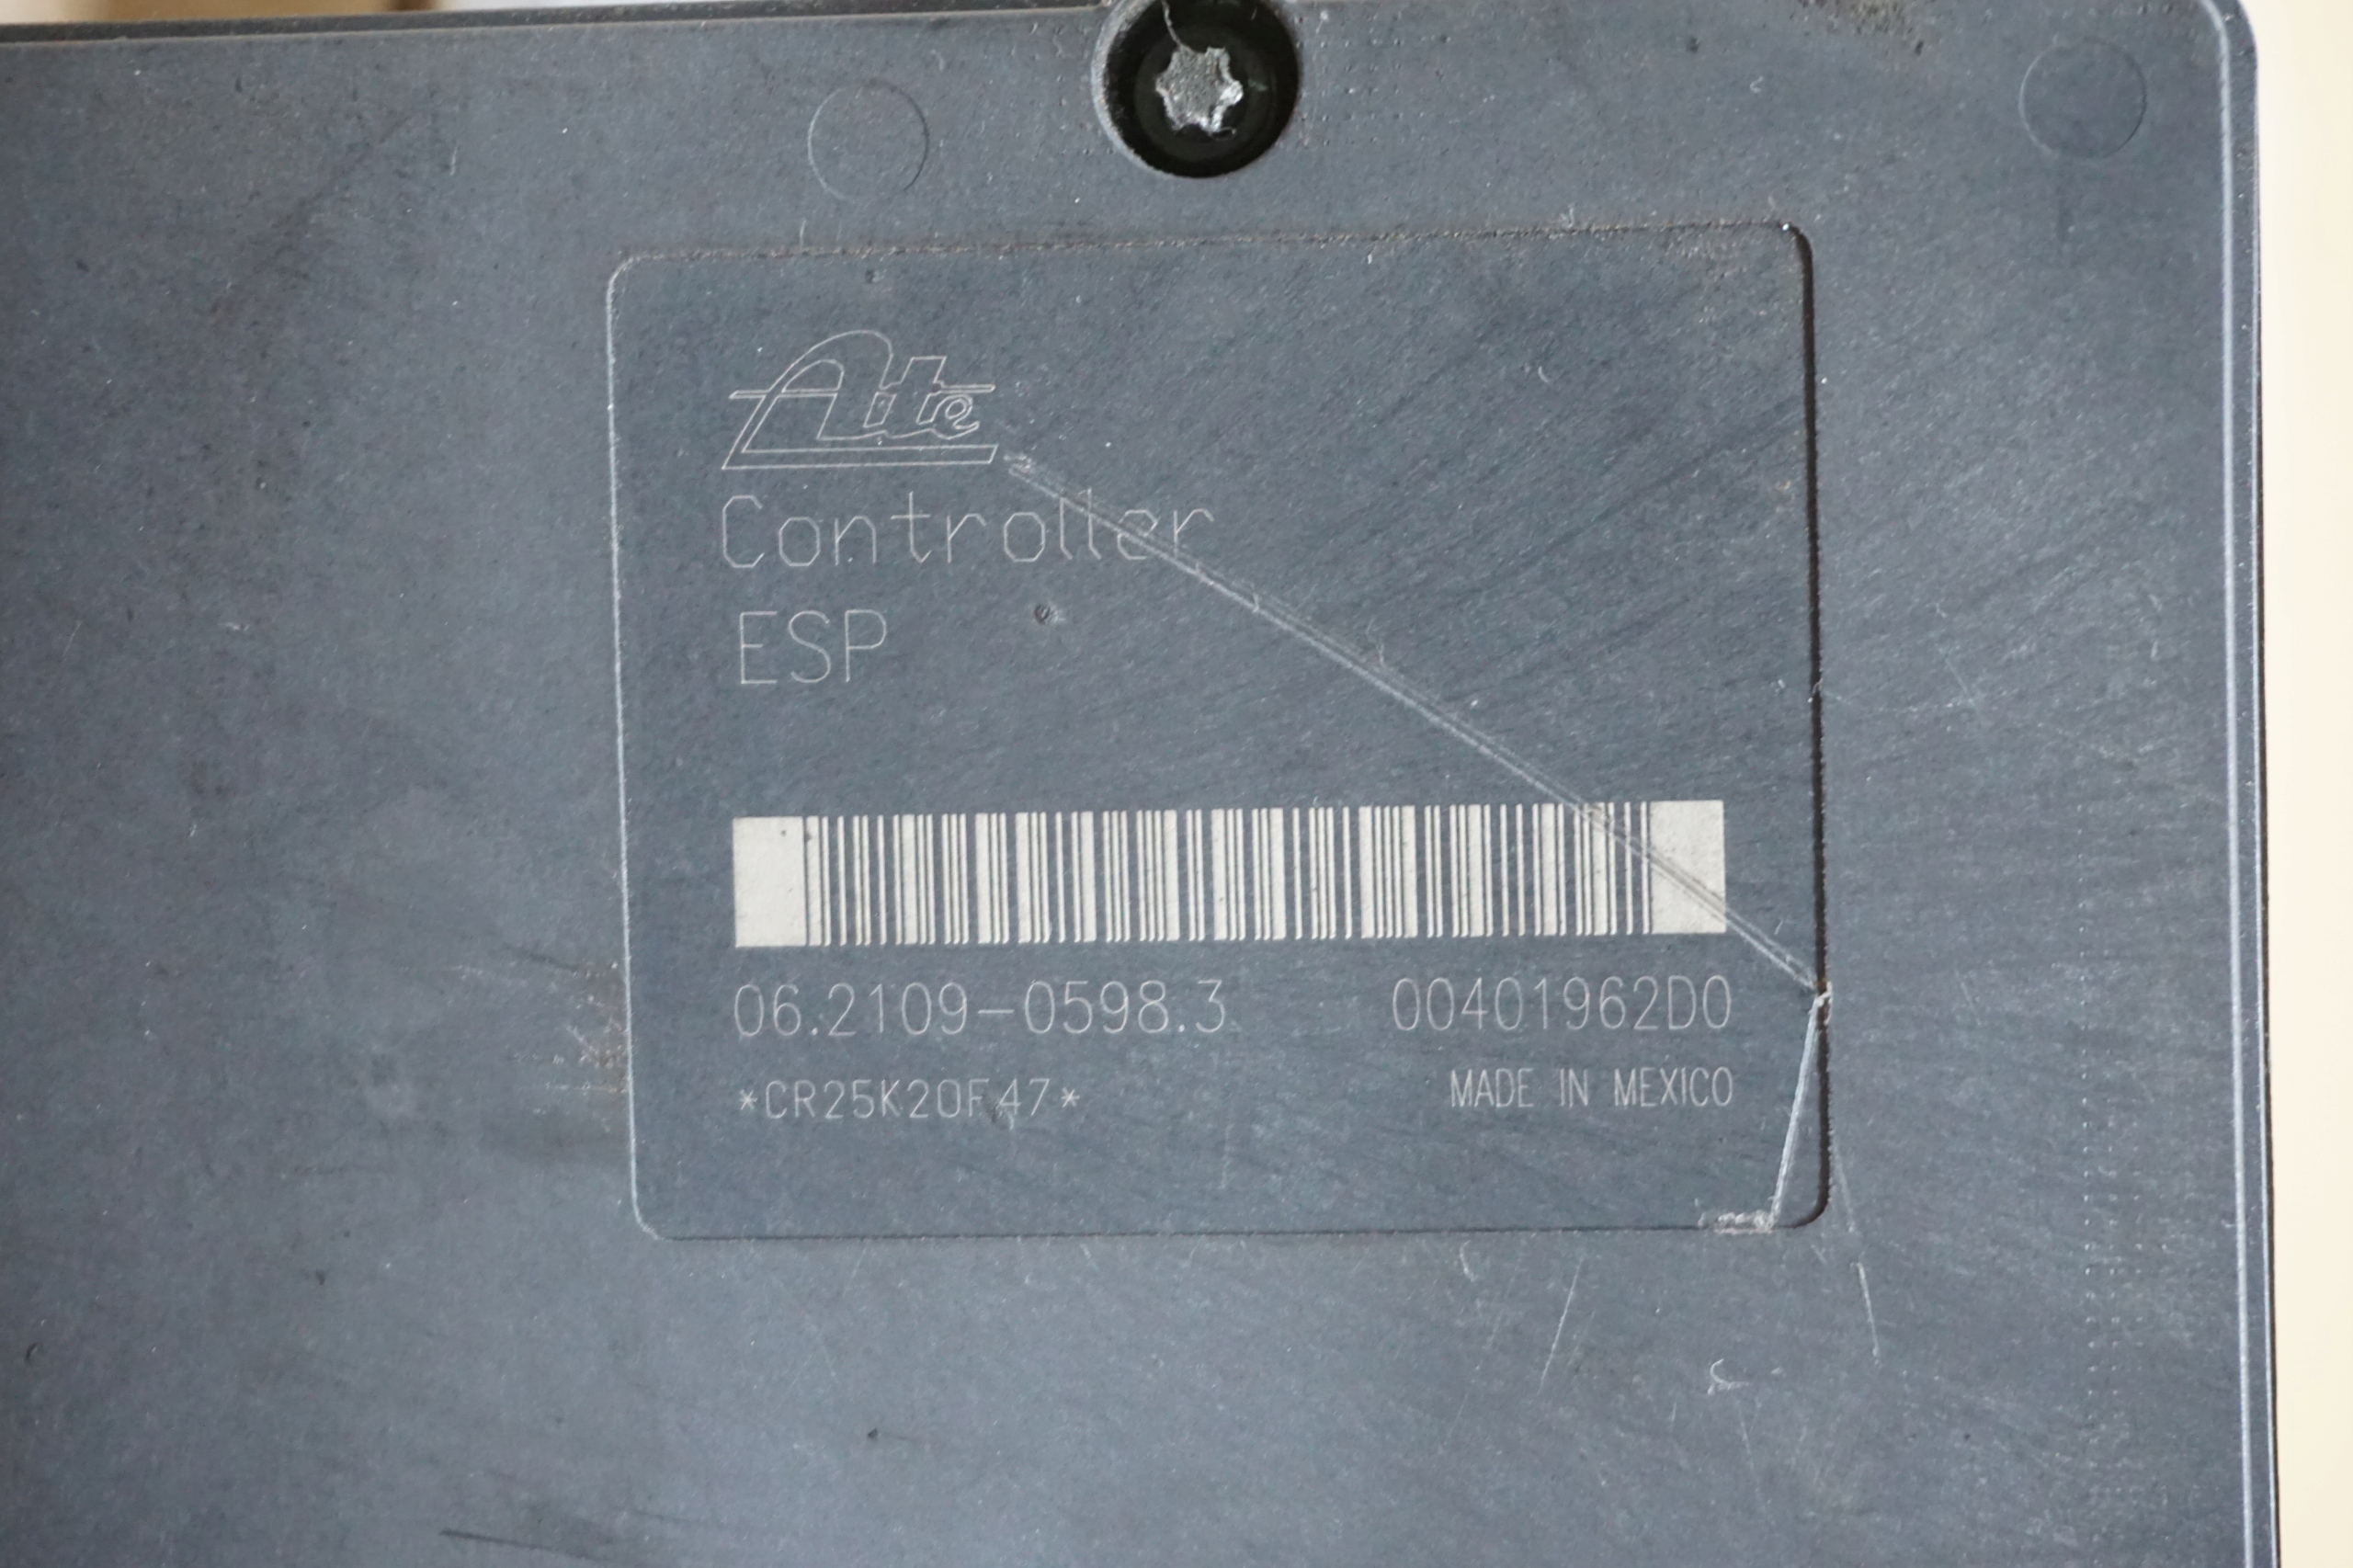 Ate
Controller
ESP
06.2109-0598.3 00401962D0
*CR25K20F47* MADE IN MEXICO